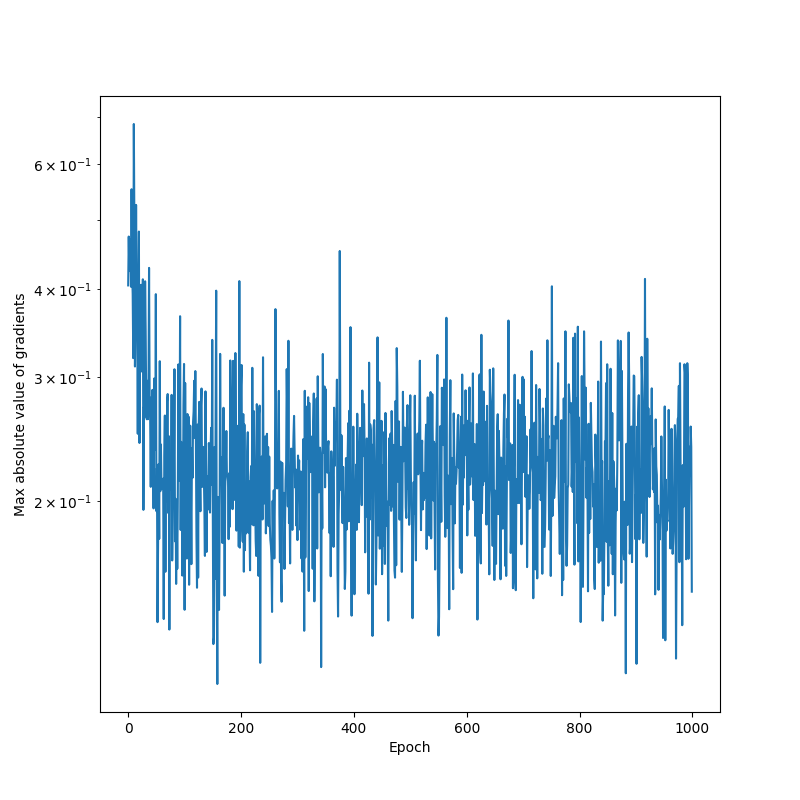 Max absolute value of gradients
6 × 10⁻¹
4 × 10⁻¹
3 × 10⁻¹
2 × 10⁻¹
0 200 400 600 800 1000
Epoch